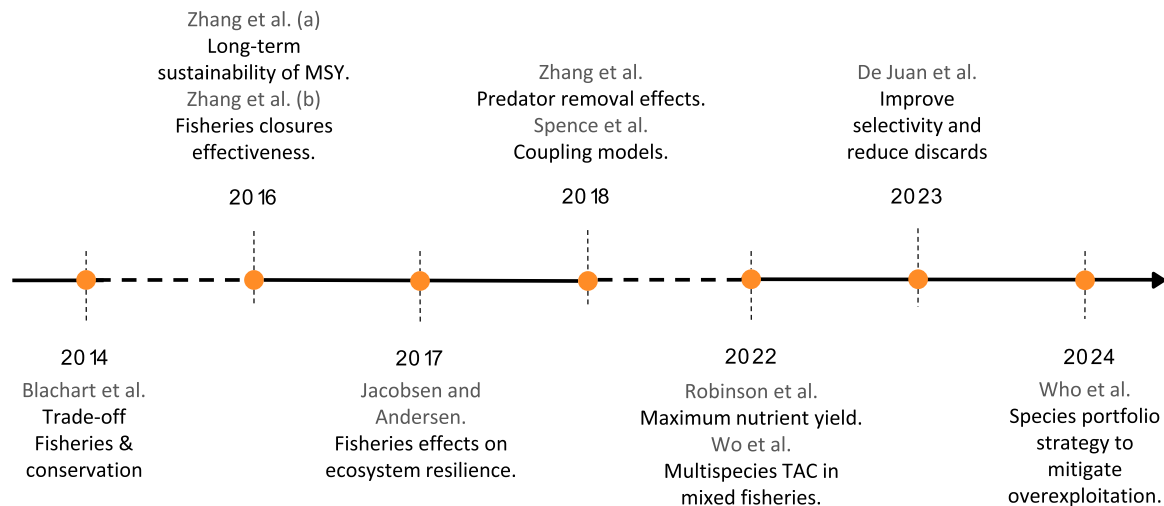 Zhang et al. (a)
Long-term
sustainability of MSY.
Zhang et al. (b)
Fisheries closures
effectiveness.
2016
Zhang et al.
Predator removal effects.
Spence et al.
Coupling models.
2018
De Juan et al.
Improve
selectivity and
reduce discards
2023
2014
Blachart et al.
Trade-off
Fisheries &
conservation
2017
Jacobsen and
Andersen.
Fisheries effects on
ecosystem resilience.
2022
Robinson et al.
Maximum nutrient yield.
Wo et al.
Multispecies TAC in
mixed fisheries.
2024
Who et al.
Species portfolio
strategy to
mitigate
overexploitation.